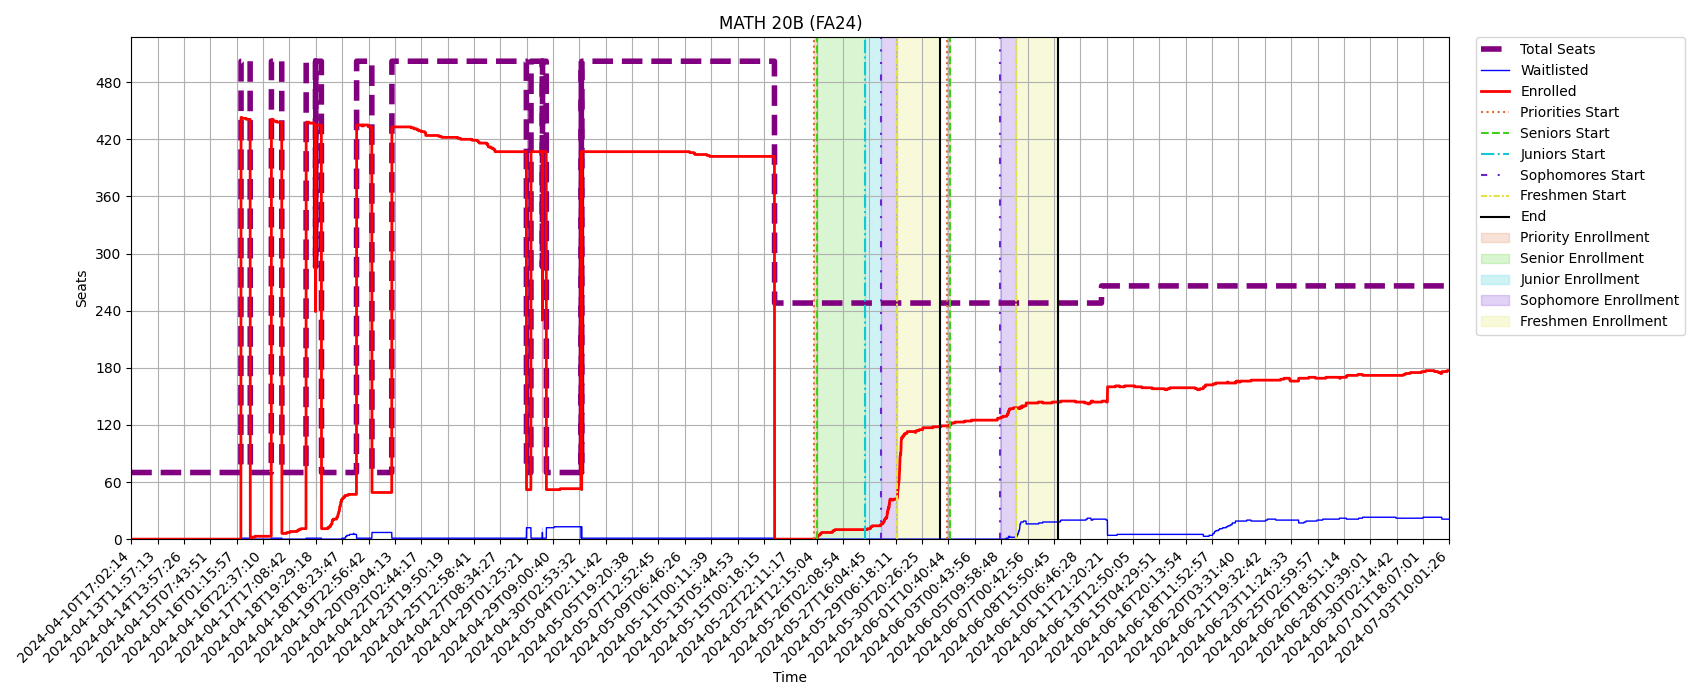 MATH 20B (FA24)
Seats
480
420
360
300
240
180
120
60
0
2024-04-10T17:02:14
2024-04-13T11:57:13
2024-04-14T13:57:26
2024-04-15T07:43:51
2024-04-16T01:15:57
2024-04-16T22:37:10
2024-04-17T17:08:42
2024-04-18T19:29:18
2024-04-18T18:23:47
2024-04-19T22:56:42
2024-04-20T09:04:13
2024-04-22T02:44:17
2024-04-23T19:50:19
2024-04-25T12:58:41
2024-04-27T08:34:27
2024-04-29T01:25:21
2024-04-29T09:00:40
2024-04-30T02:53:32
2024-05-04T02:11:42
2024-05-05T19:20:38
2024-05-07T12:52:45
2024-05-09T06:46:26
2024-05-11T00:11:39
2024-05-13T05:44:53
2024-05-15T00:18:15
2024-05-22T22:11:17
2024-05-24T12:15:04
2024-05-26T02:08:54
2024-05-27T16:04:45
2024-05-29T06:18:11
2024-05-30T20:26:25
2024-06-01T10:40:44
2024-06-03T00:43:56
2024-06-05T09:58:48
2024-06-07T00:42:56
2024-06-08T15:50:45
2024-06-10T06:46:28
2024-06-11T21:20:21
2024-06-13T12:50:05
2024-06-15T04:29:51
2024-06-16T20:13:54
2024-06-18T11:52:57
2024-06-20T03:31:40
2024-06-21T19:32:42
2024-06-23T11:24:33
2024-06-25T02:59:57
2024-06-26T18:51:14
2024-06-28T10:39:01
2024-06-30T02:14:42
2024-07-01T18:07:01
2024-07-03T10:01:26
Time
Total Seats
Waitlisted
Enrolled
Priorities Start
Seniors Start
Juniors Start
Sophomores Start
Freshmen Start
End
Priority Enrollment
Senior Enrollment
Junior Enrollment
Sophomore Enrollment
Freshmen Enrollment